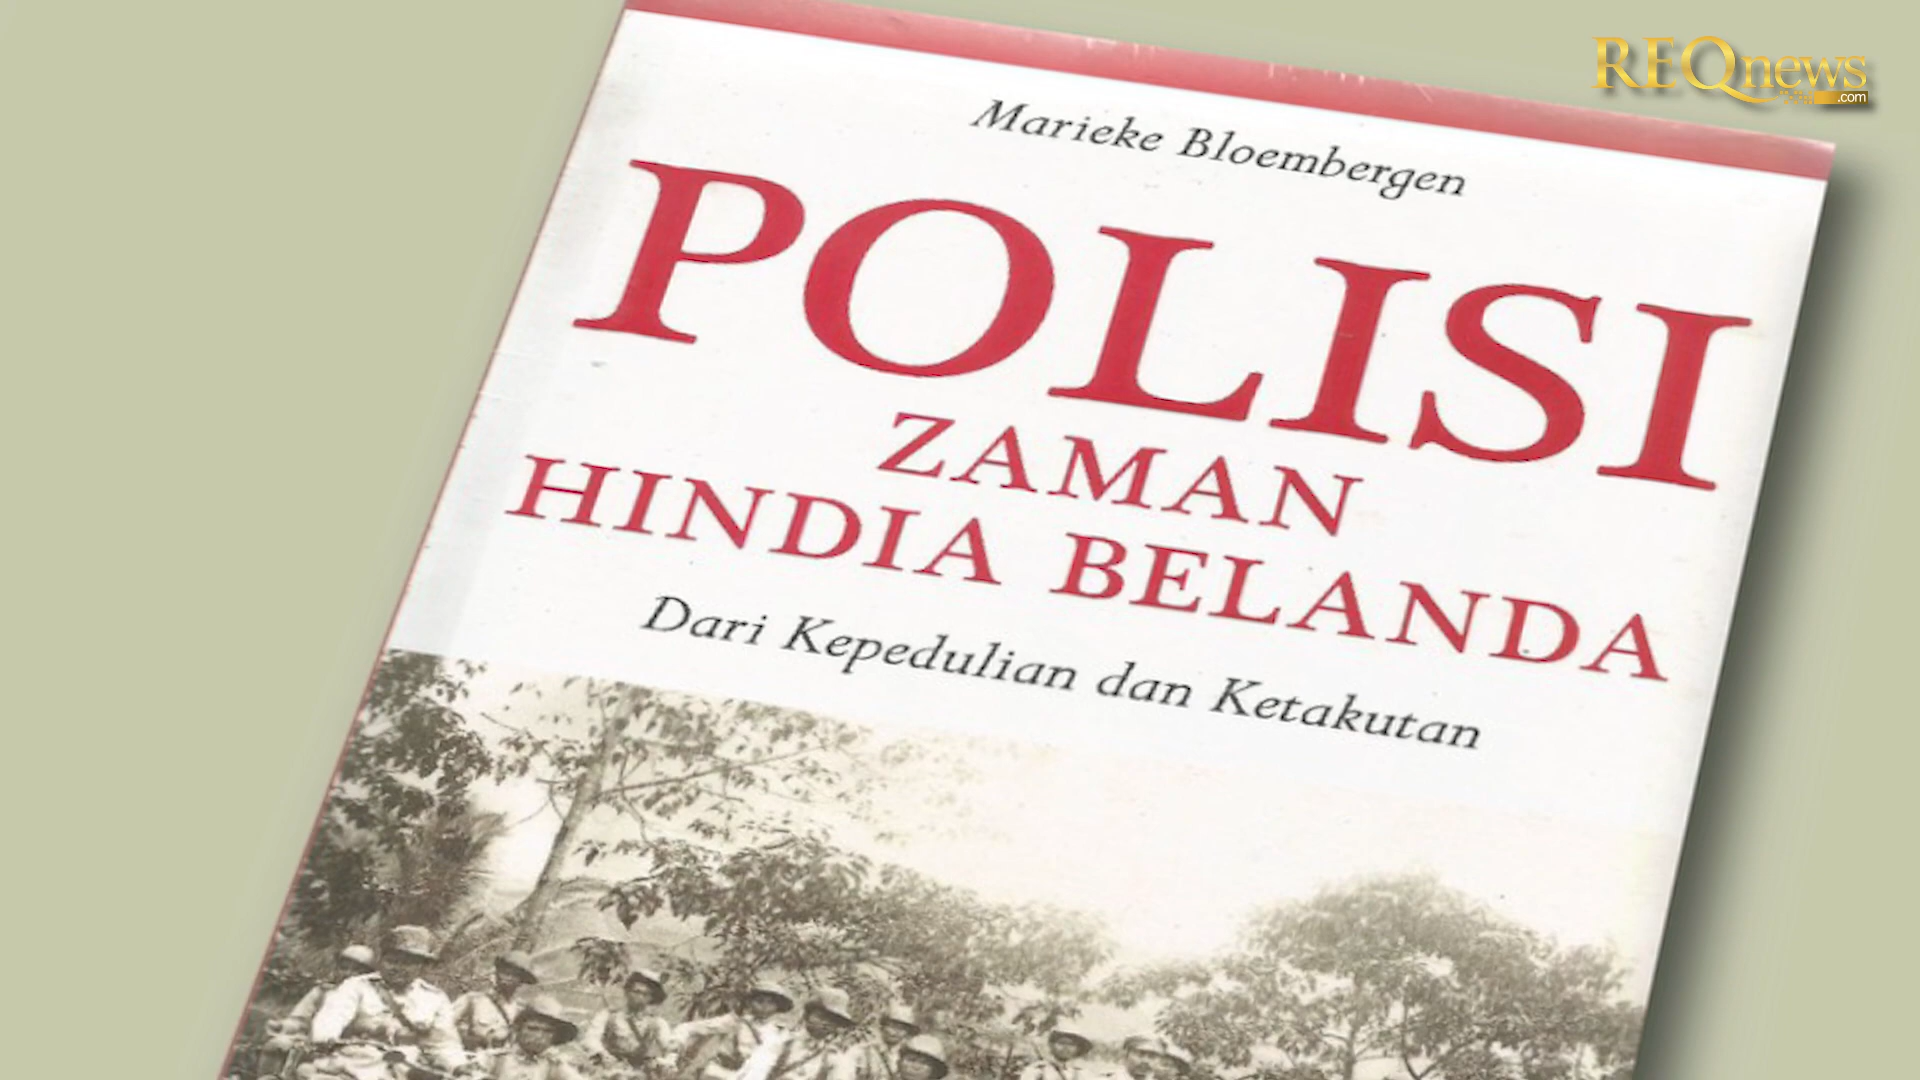 REQnews
.com
Marieke Bloembergen
POLISI
ZAMAN
HINDIA BELANDA
Dari Kepedulian dan Ketakutan